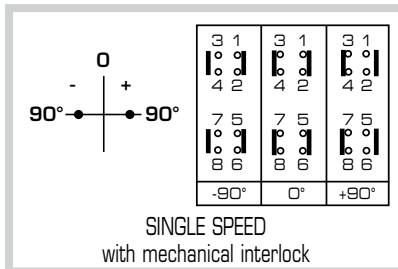 0
- +
90° 90°
3 1 3 1 3 1
4 2 4 2 4 2
7 5 7 5 7 5
8 6 8 6 8 6
-90° 0° +90°
SINGLE SPEED
with mechanical interlock